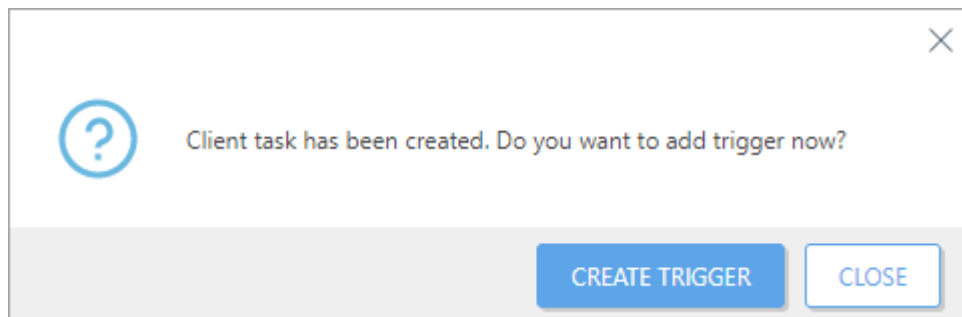 Client task has been created. Do you want to add trigger now?
CREATE TRIGGER
CLOSE